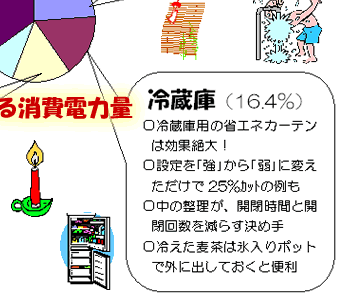 る消費電力量
冷蔵庫（16.4%）
○冷蔵庫用の省エネカーテン
は効果絶大！
○設定を「強」から「弱」に変え
ただけで 25%ｶｯﾄの例も
○中の整理が、開閉時間と開
閉回数を減らす決め手
○冷えた麦茶は氷入りポット
で外に出しておくと便利